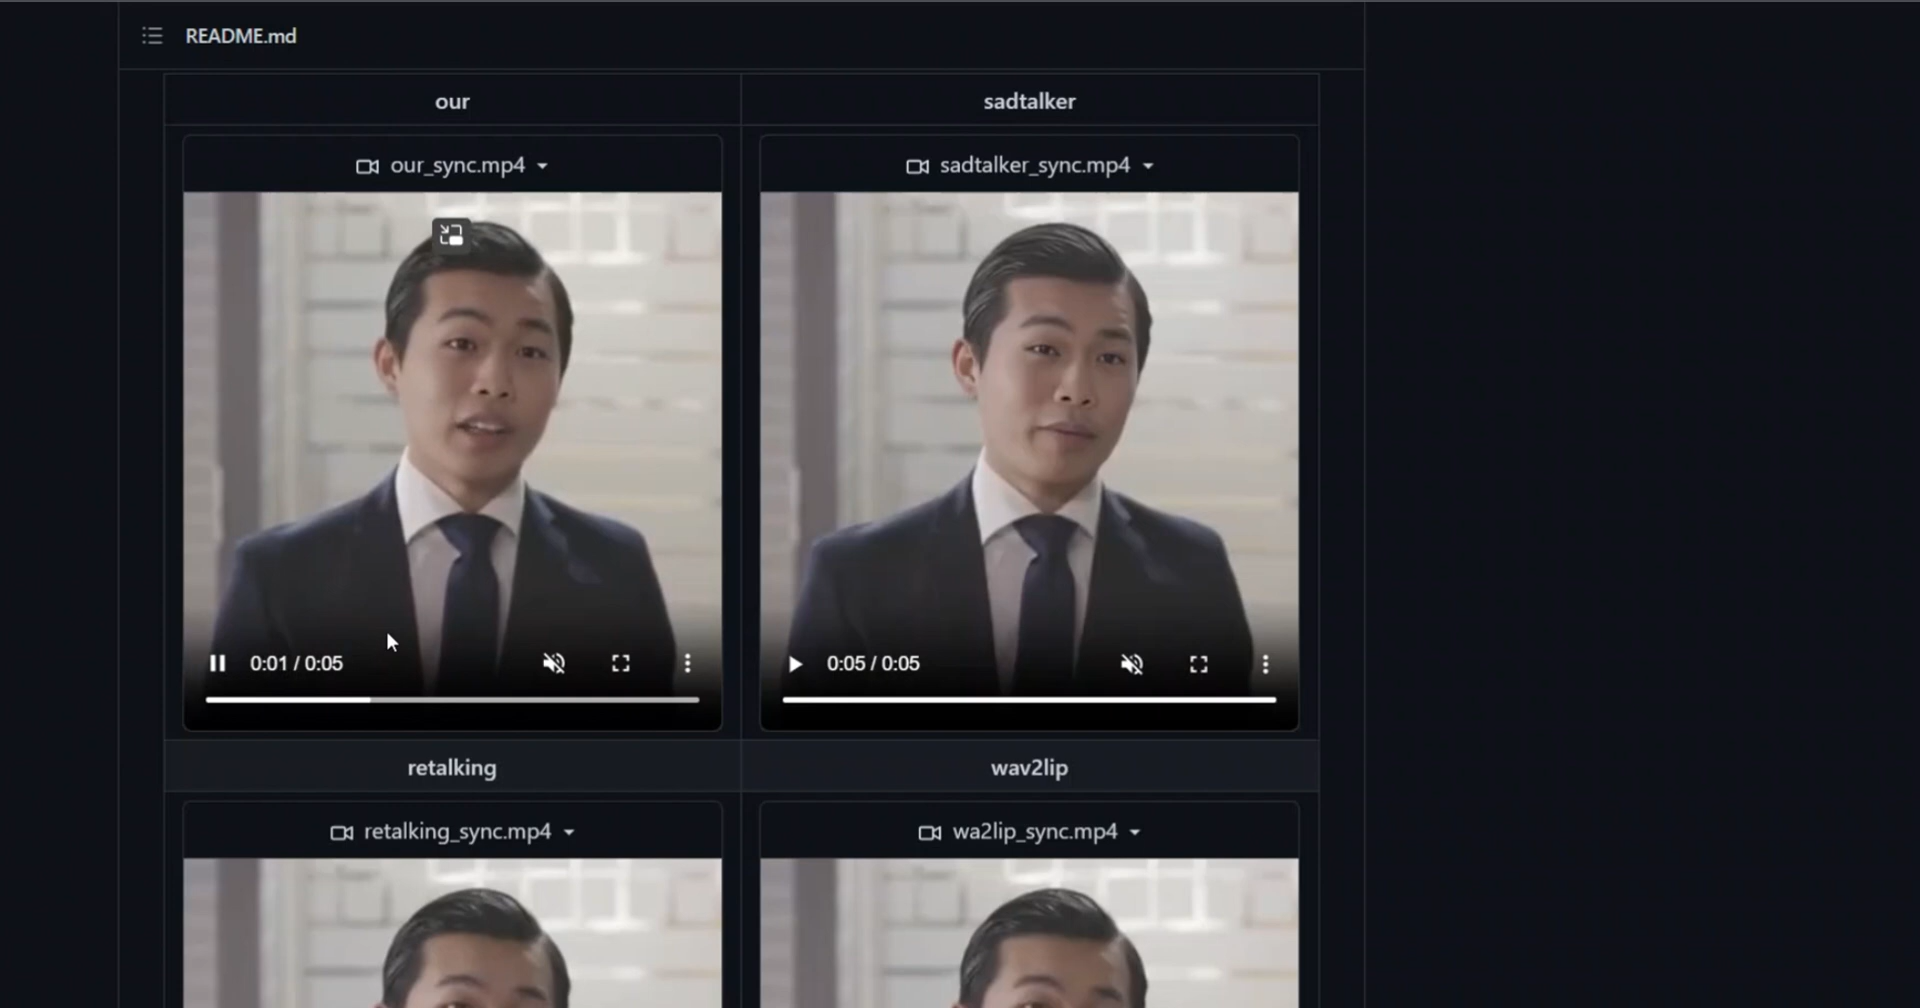 README.md
our
sadtalker
our_sync.mp4
sadtalker_sync.mp4
0:01 / 0:05
0:05 / 0:05
retalking
wav2lip
retalking_sync.mp4
wa2lip_sync.mp4